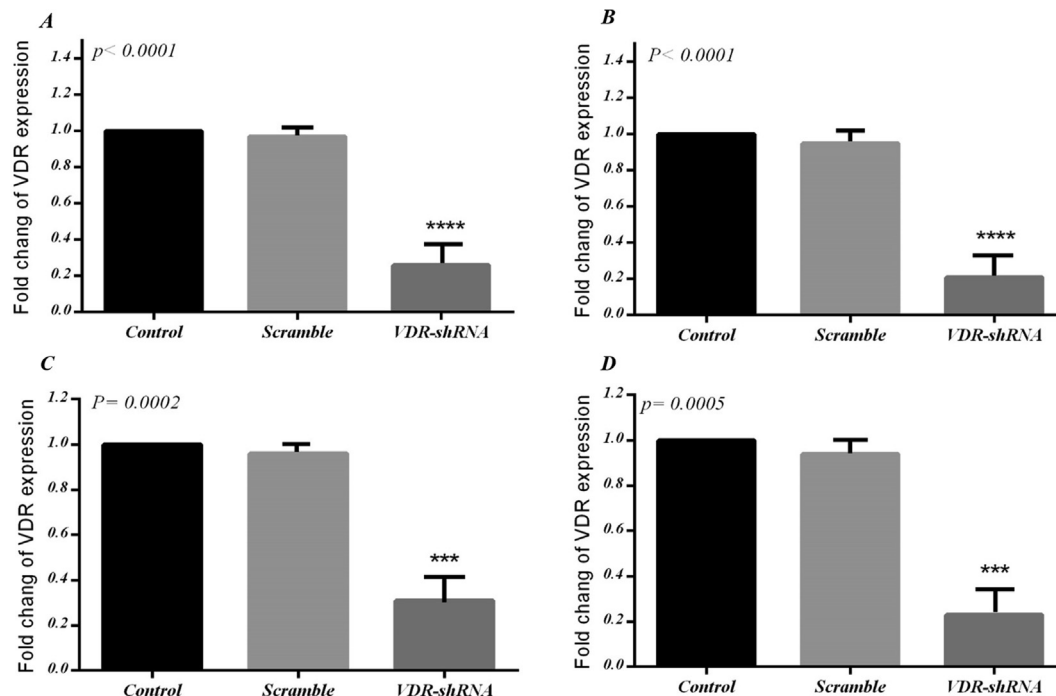 A
p< 0.0001
Fold chang of VDR expression
1.4
1.2
1.0
0.8
0.6
0.4
0.2
0.0
****
Control Scramble VDR-shRNA
B
P< 0.0001
Fold chang of VDR expression
1.4
1.2
1.0
0.8
0.6
0.4
0.2
0.0
****
Control Scramble VDR-shRNA
C
P= 0.0002
Fold chang of VDR expression
1.2
1.0
0.8
0.6
0.4
0.2
0.0
***
Control Scramble VDR-shRNA
D
p= 0.0005
Fold chang of VDR expression
1.2
1.0
0.8
0.6
0.4
0.2
0.0
***
Control Scramble VDR-shRNA